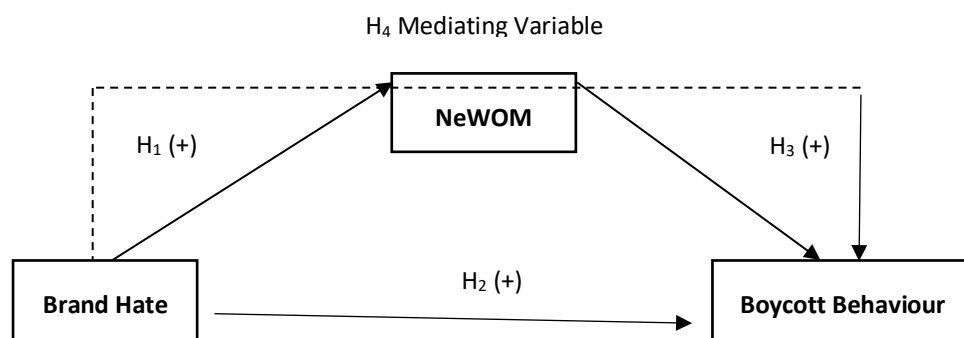 H₄ Mediating Variable
NeWOM
H₁ (+)
H₃ (+)
Brand Hate
H₂ (+)
Boycott Behaviour